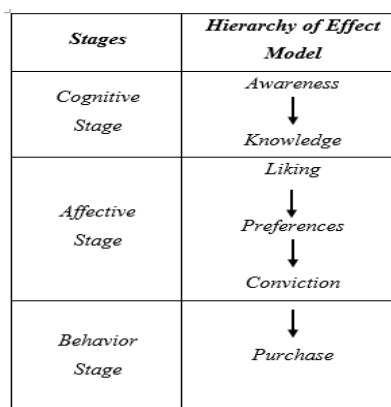 Stages
Hierarchy of Effect
Model
Cognitive
Stage
Awareness
Knowledge
Affective
Stage
Liking
Preferences
Conviction
Behavior
Stage
Purchase